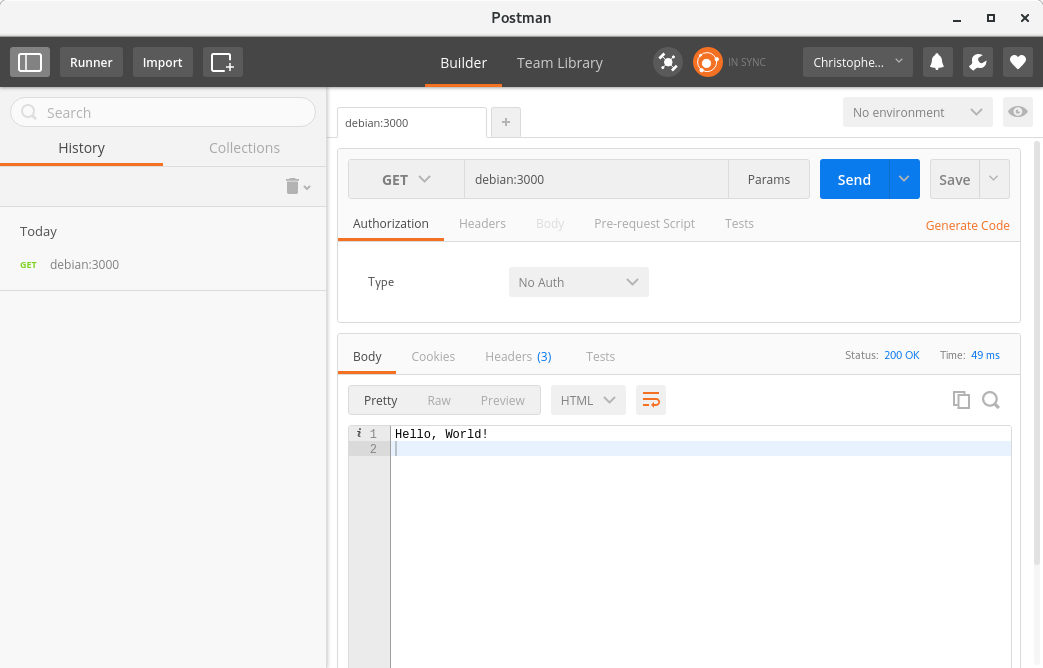 Postman
Runner
Import
Builder
Team Library
IN SYNC
Christophe...
Search
History
Collections
Today
GET debian:3000
debian:3000
+
No environment
GET
debian:3000
Params
Send
Save
Authorization
Headers
Body
Pre-request Script
Tests
Generate Code
Type
No Auth
Body
Cookies
Headers (3)
Tests
Status: 200 OK
Time: 49 ms
Pretty
Raw
Preview
HTML
i 1 Hello, World!
2